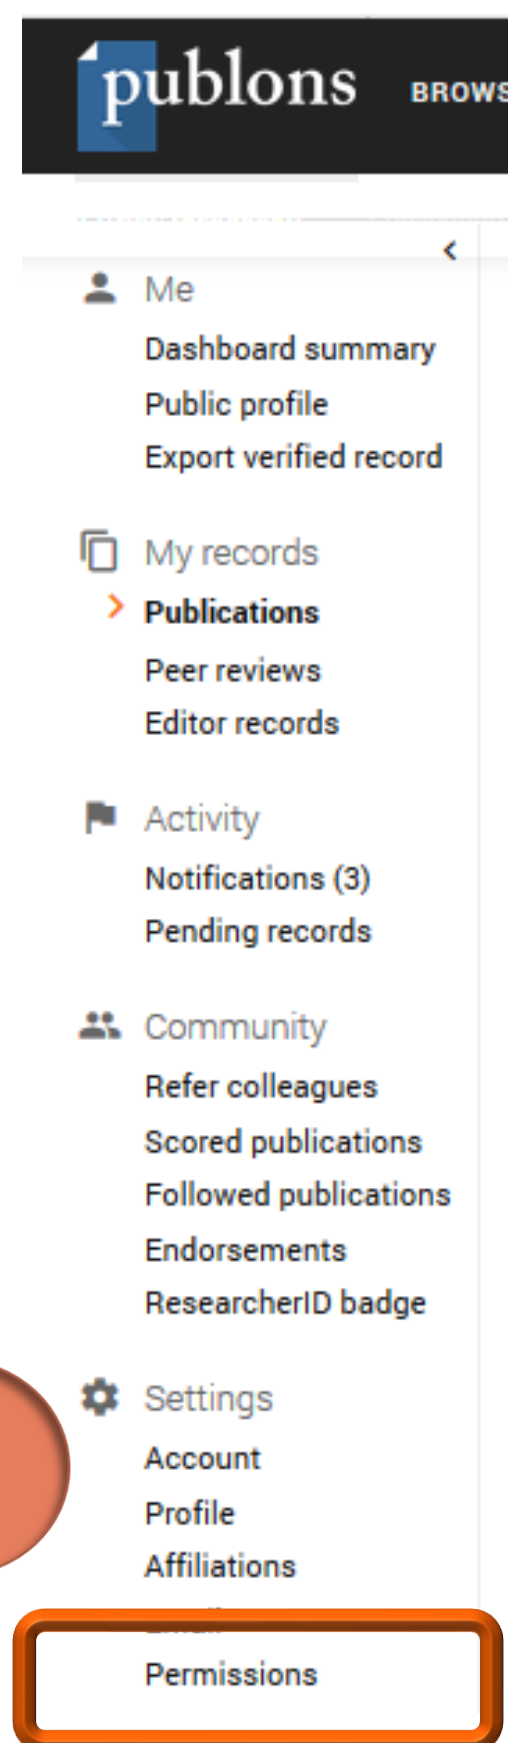 publons
BROWS
Me
Dashboard summary
Public profile
Export verified record
My records
Publications
Peer reviews
Editor records
Activity
Notifications (3)
Pending records
Community
Refer colleagues
Scored publications
Followed publications
Endorsements
ResearcherID badge
Settings
Account
Profile
Affiliations
Permissions